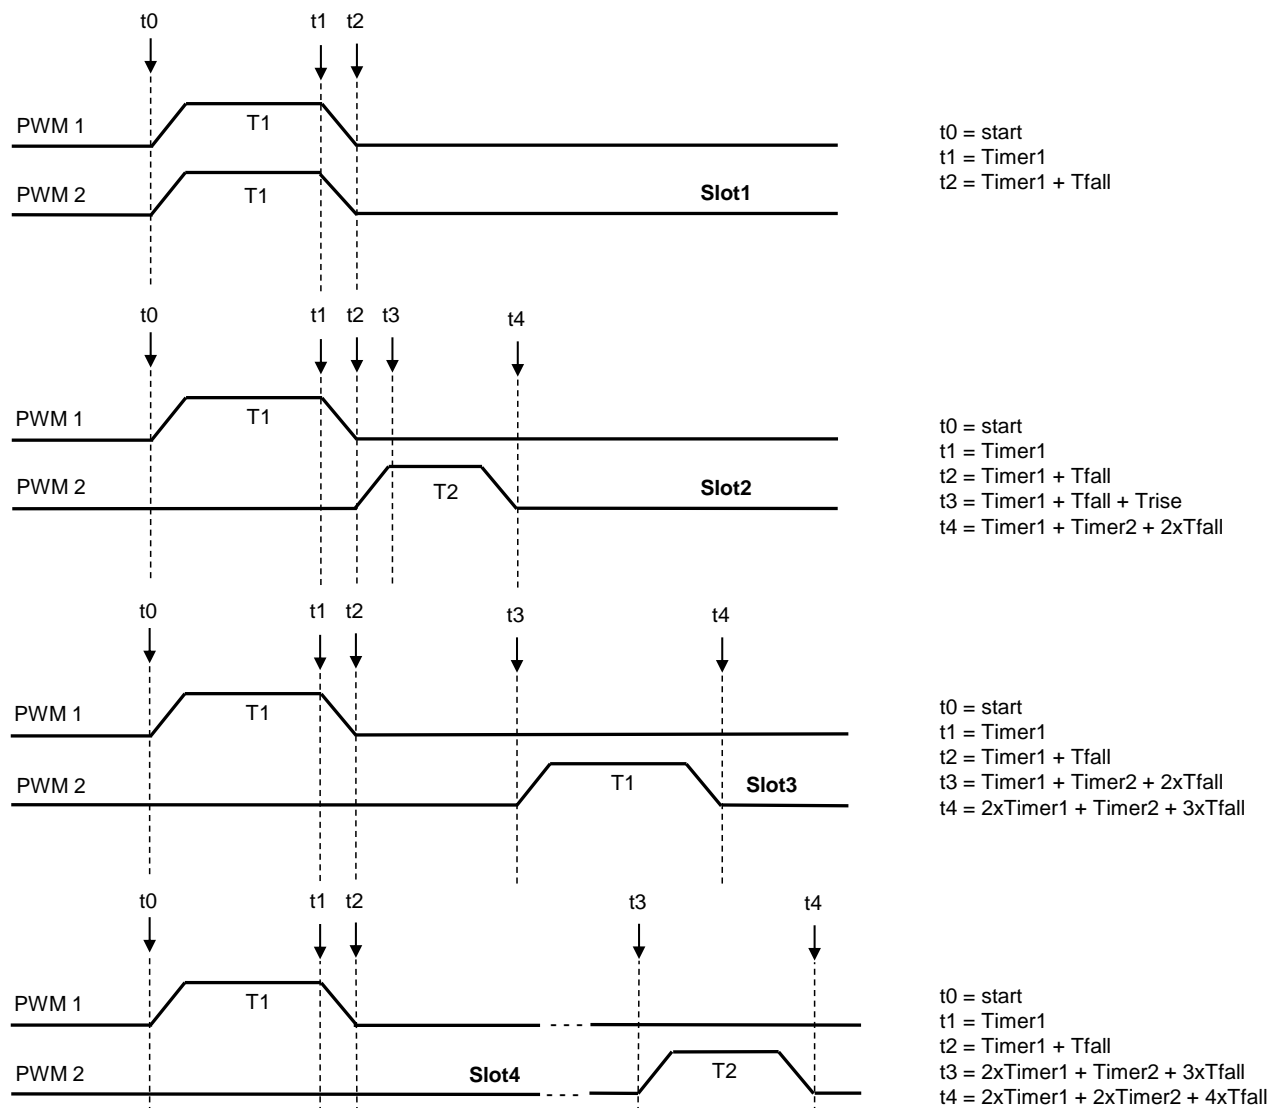 t0 t1 t2
PWM 1 T1
PWM 2 T1 Slot1
t0 = start
t1 = Timer1
t2 = Timer1 + Tfall
t0 t1 t2 t3 t4
PWM 1 T1
PWM 2 T2 Slot2
t0 = start
t1 = Timer1
t2 = Timer1 + Tfall
t3 = Timer1 + Tfall + Trise
t4 = Timer1 + Timer2 + 2xTfall
t0 t1 t2 t3 t4
PWM 1 T1
PWM 2 T1 Slot3
t0 = start
t1 = Timer1
t2 = Timer1 + Tfall
t3 = Timer1 + Timer2 + 2xTfall
t4 = 2xTimer1 + Timer2 + 3xTfall
t0 t1 t2 t3 t4
PWM 1 T1
PWM 2 Slot4 T2
t0 = start
t1 = Timer1
t2 = Timer1 + Tfall
t3 = 2xTimer1 + Timer2 + 3xTfall
t4 = 2xTimer1 + 2xTimer2 + 4xTfall